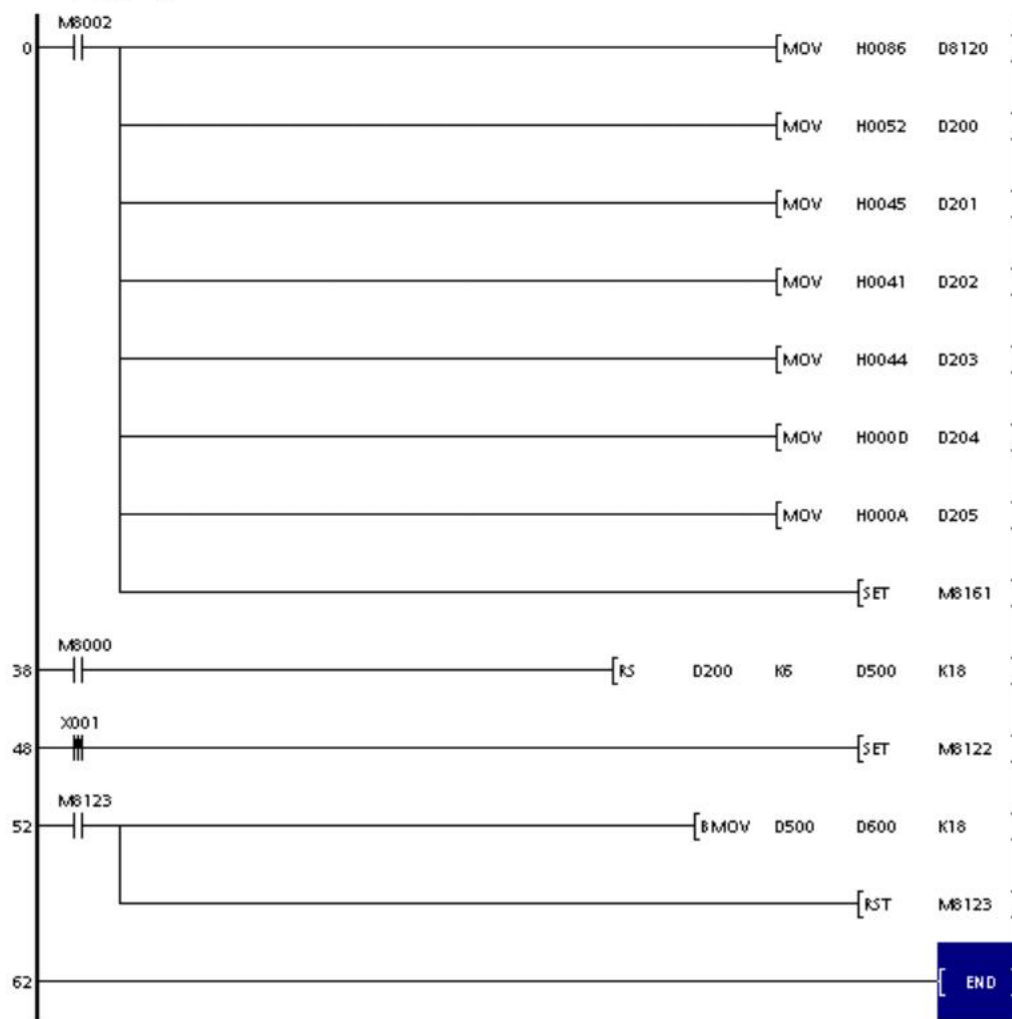 M8002
0 [MOV H0086 D8120 ]
[MOV H0052 D200 ]
[MOV H0045 D201 ]
[MOV H0041 D202 ]
[MOV H0044 D203 ]
[MOV H000D D204 ]
[MOV H000A D205 ]
[SET M8161 ]
M8000
38 [RS D200 K6 D500 K18 ]
X001
48 [SET M8122 ]
M8123
52 [BMOV D500 D600 K18 ]
[RST M8123 ]
62 [ END ]